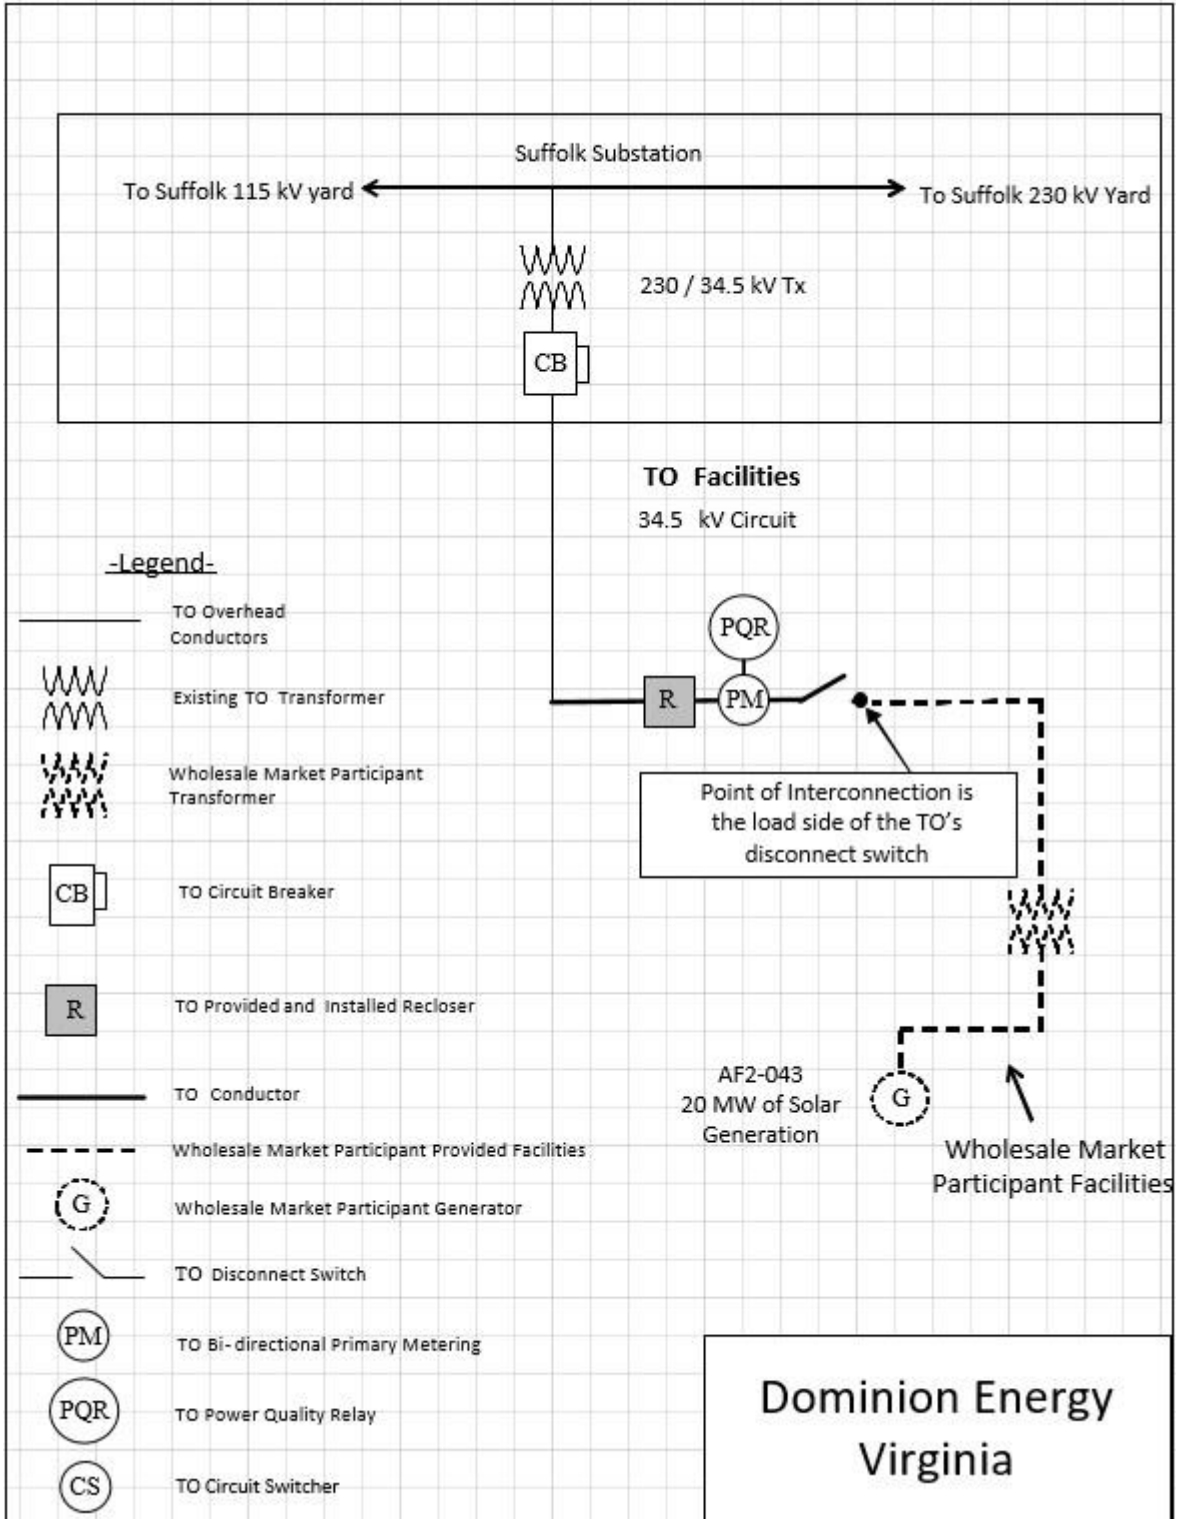 Suffolk Substation
To Suffolk 115 kV yard
To Suffolk 230 kV Yard
230 / 34.5 kV Tx
CB
TO Facilities
34.5 kV Circuit
-Legend-
TO Overhead
Conductors
Existing TO Transformer
Wholesale Market Participant
Transformer
CB
TO Circuit Breaker
R
TO Provided and Installed Recloser
TO Conductor
Wholesale Market Participant Provided Facilities
G
Wholesale Market Participant Generator
TO Disconnect Switch
PM
TO Bi-directional Primary Metering
PQR
TO Power Quality Relay
CS
TO Circuit Switcher
PQR
R
PM
Point of Interconnection is
the load side of the TO's
disconnect switch
AF2-043
20 MW of Solar
Generation
G
Wholesale Market
Participant Facilities
Dominion Energy
Virginia